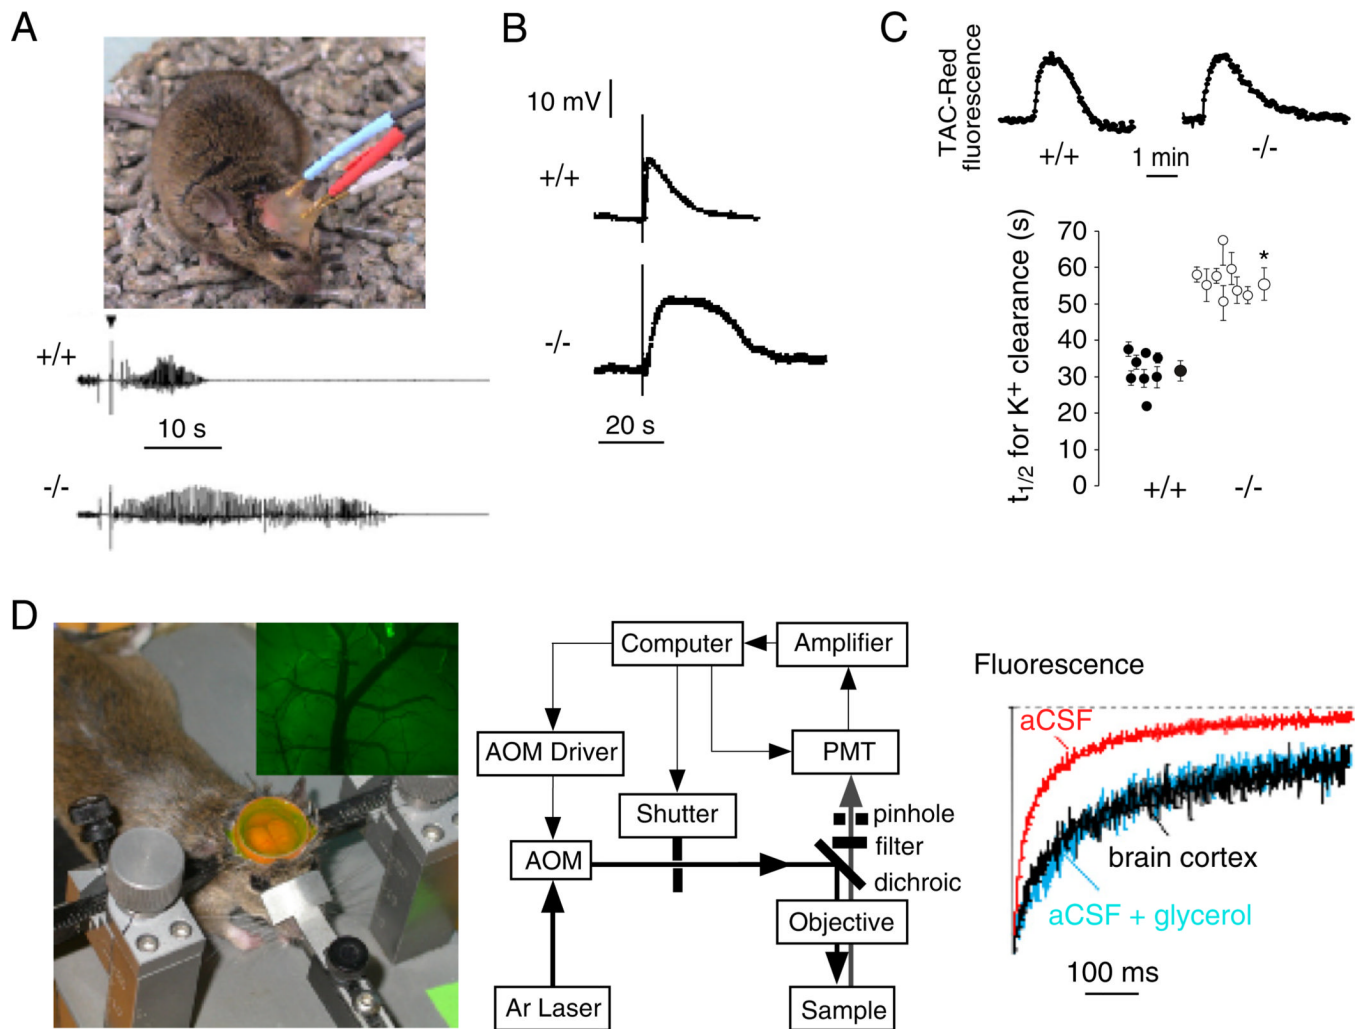 A
+/+
10 s
-/-
B
10 mV
+/+
-/-
20 s
C
TAC-Red
fluorescence
+/+
1 min
-/-
t1/2 for K+ clearance (s)
70
60
50
40
30
20
10
0
*
+/+
-/-
D
Computer
Amplifier
AOM Driver
PMT
Shutter
pinhole
filter
AOM
dichroic
Objective
Ar Laser
Sample
Fluorescence
aCSF
brain cortex
aCSF + glycerol
100 ms